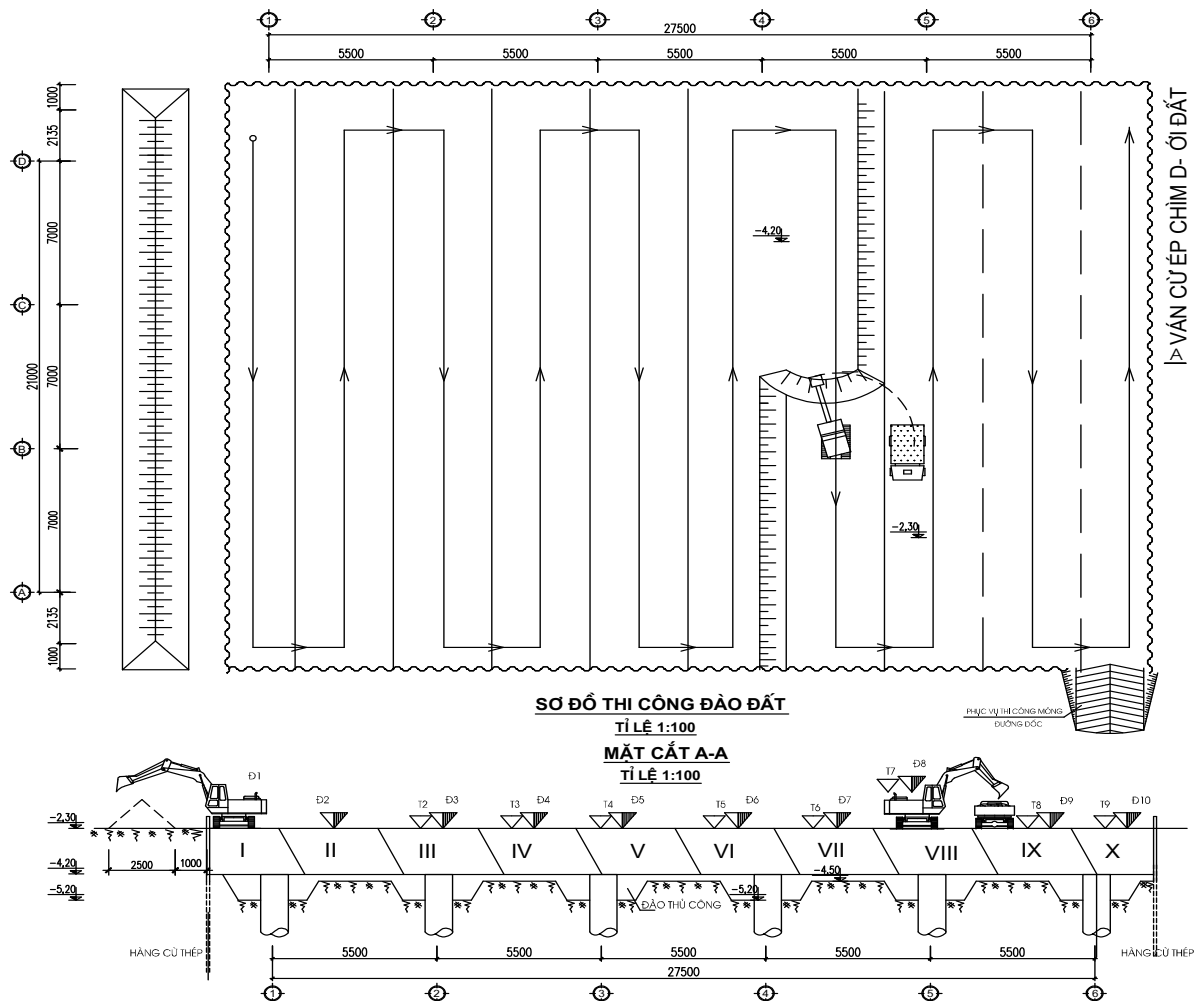 1
2
3
4
5
6
27500
5500
5500
5500
5500
5500
1000
2135
D
7000
C
21000
7000
B
7000
A
2135
1000
-4,20
-2,30
VÁN CỪ ÉP CHÌM D- ỚI ĐẤT
A
SƠ ĐỒ THI CÔNG ĐÀO ĐẤT
TỈ LỆ 1:100
PHỤC VỤ THI CÔNG MÓNG
ĐƯỜNG DỐC
MẶT CẮT A-A
TỈ LỆ 1:100
Đ1
Đ2
T2
Đ3
T3
Đ4
T4
Đ5
T5
Đ6
T6
Đ7
T7
Đ8
T8
Đ9
T9
Đ10
-2,30
-4,20
-5,20
2500
1000
I
II
III
IV
V
VI
VII
VIII
IX
X
-4,50
-5,20
ĐÀO THỦ CÔNG
HÀNG CỪ THÉP
HÀNG CỪ THÉP
5500
5500
5500
5500
5500
27500
1
2
3
4
5
6